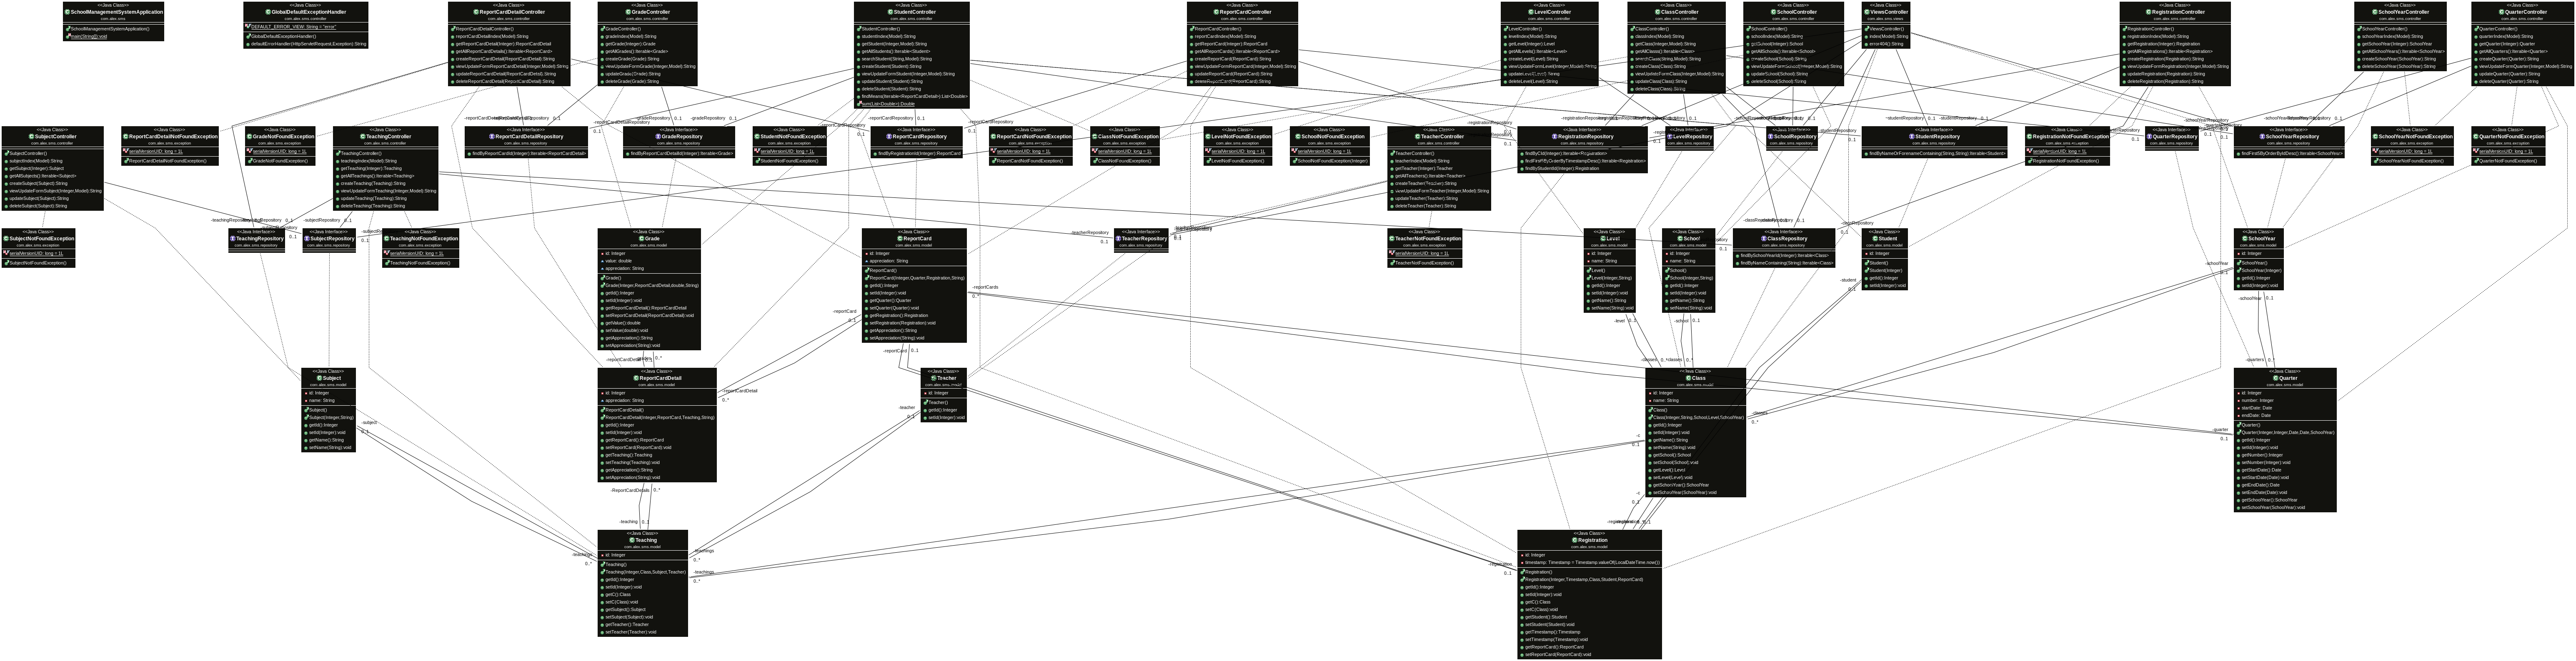 <<Java Class>>
SchoolManagementSystemApplication
com.alex.sms
SchoolManagementSystemApplication()
main(String[]):void
<<Java Class>>
GlobalDefaultExceptionHandler
com.alex.sms.controller
DEFAULT_ERROR_VIEW: String = "error"
GlobalDefaultExceptionHandler()
defaultErrorHandler(HttpServletRequest,Exception):String
<<Java Class>>
ReportCardDetailController
com.alex.sms.controller
ReportCardDetailController()
reportCardDetailIndex(Model):String
getReportCardDetail(Integer):ReportCardDetail
getAllReportCardDetails():Iterable<ReportCardDetail>
createReportCardDetail(ReportCardDetail):String
viewUpdateFormReportCardDetail(Integer,Model):String
updateReportCardDetail(ReportCardDetail):String
deleteReportCardDetail(ReportCardDetail):String
<<Java Class>>
GradeController
com.alex.sms.controller
GradeController()
gradeIndex(Model):String
getGrade(Integer):Grade
getAllGrades():Iterable<Grade>
createGrade(Grade):String
viewUpdateFormGrade(Integer,Model):String
updateGrade(Grade):String
deleteGrade(Grade):String
<<Java Class>>
StudentController
com.alex.sms.controller
StudentController()
studentIndex(Model):String
getStudent(Integer,Model):String
getAllStudents():Iterable<Student>
searchStudent(String,Model):String
createStudent(Student):String
viewUpdateFormStudent(Integer,Model):String
updateStudent(Student):String
deleteStudent(Student):String
findMeans(Iterable<ReportCardDetail>):List<Double>
sum(List<Double>):Double
<<Java Class>>
ReportCardController
com.alex.sms.controller
ReportCardController()
reportCardIndex(Model):String
getReportCard(Integer):ReportCard
getAllReportCards():Iterable<ReportCard>
createReportCard(ReportCard):String
viewUpdateFormReportCard(Integer,Model):String
updateReportCard(ReportCard):String
deleteReportCard(ReportCard):String
<<Java Class>>
LevelController
com.alex.sms.controller
LevelController()
levelIndex(Model):String
getLevel(Integer):Level
getAllLevels():Iterable<Level>
createLevel(Level):String
viewUpdateFormLevel(Integer,Model):String
updateLevel(Level):String
deleteLevel(Level):String
<<Java Class>>
ClassController
com.alex.sms.controller
ClassController()
classIndex(Model):String
getClass(Integer,Model):String
getAllClass():Iterable<Class>
searchClass(String,Model):String
createClass(Class):String
viewUpdateFormClass(Integer,Model):String
updateClass(Class):String
deleteClass(Class):String
<<Java Class>>
SchoolController
com.alex.sms.controller
SchoolController()
schoolIndex(Model):String
getSchool(Integer):School
getAllSchools():Iterable<School>
createSchool(School):String
viewUpdateFormSchool(Integer,Model):String
updateSchool(School):String
deleteSchool(School):String
<<Java Class>>
ViewsController
com.alex.sms.views
ViewsController()
index(Model):String
error404():String
<<Java Class>>
RegistrationController
com.alex.sms.controller
RegistrationController()
registrationIndex(Model):String
getRegistration(Integer):Registration
getAllRegistrations():Iterable<Registration>
createRegistration(Registration):String
viewUpdateFormRegistration(Integer,Model):String
updateRegistration(Registration):String
deleteRegistration(Registration):String
<<Java Class>>
SchoolYearController
com.alex.sms.controller
SchoolYearController()
schoolYearIndex(Model):String
getSchoolYear(Integer):SchoolYear
getAllSchoolYears():Iterable<SchoolYear>
createSchoolYear(SchoolYear):String
deleteSchoolYear(SchoolYear):String
<<Java Class>>
QuarterController
com.alex.sms.controller
QuarterController()
quarterIndex(Model):String
getQuarter(Integer):Quarter
getAllQuarters():Iterable<Quarter>
createQuarter(Quarter):String
viewUpdateFormQuarter(Integer,Model):String
updateQuarter(Quarter):String
deleteQuarter(Quarter):String
<<Java Class>>
SubjectController
com.alex.sms.controller
SubjectController()
subjectIndex(Model):String
getSubject(Integer):Subject
getAllSubjects():Iterable<Subject>
createSubject(Subject):String
viewUpdateFormSubject(Integer,Model):String
updateSubject(Subject):String
deleteSubject(Subject):String
<<Java Class>>
ReportCardDetailNotFoundException
com.alex.sms.exception
serialVersionUID: long = 1L
ReportCardDetailNotFoundException()
<<Java Class>>
GradeNotFoundException
com.alex.sms.exception
serialVersionUID: long = 1L
GradeNotFoundException()
<<Java Class>>
TeachingController
com.alex.sms.controller
TeachingController()
teachingIndex(Model):String
getTeaching(Integer):Teaching
getAllTeachings():Iterable<Teaching>
createTeaching(Teaching):String
viewUpdateFormTeaching(Integer,Model):String
updateTeaching(Teaching):String
deleteTeaching(Teaching):String
<<Java Interface>>
ReportCardDetailRepository
com.alex.sms.repository
findByReportCardId(Integer):Iterable<ReportCardDetail>
<<Java Interface>>
GradeRepository
com.alex.sms.repository
findByReportCardDetailId(Integer):Iterable<Grade>
<<Java Class>>
StudentNotFoundException
com.alex.sms.exception
serialVersionUID: long = 1L
StudentNotFoundException()
<<Java Interface>>
ReportCardRepository
com.alex.sms.repository
findByRegistrationId(Integer):ReportCard
<<Java Class>>
ReportCardNotFoundException
com.alex.sms.exception
serialVersionUID: long = 1L
ReportCardNotFoundException()
<<Java Class>>
ClassNotFoundException
com.alex.sms.exception
serialVersionUID: long = 1L
ClassNotFoundException()
<<Java Class>>
LevelNotFoundException
com.alex.sms.exception
serialVersionUID: long = 1L
LevelNotFoundException()
<<Java Class>>
SchoolNotFoundException
com.alex.sms.exception
serialVersionUID: long = 1L
SchoolNotFoundException(Integer)
<<Java Class>>
TeacherController
com.alex.sms.controller
TeacherController()
teacherIndex(Model):String
getTeacher(Integer):Teacher
getAllTeachers():Iterable<Teacher>
createTeacher(Teacher):String
viewUpdateFormTeacher(Integer,Model):String
updateTeacher(Teacher):String
deleteTeacher(Teacher):String
<<Java Interface>>
RegistrationRepository
com.alex.sms.repository
findByCId(Integer):Iterable<Registration>
findFirstByOrderByTimestampDesc():Iterable<Registration>
findByStudentId(Integer):Registration
<<Java Interface>>
LevelRepository
com.alex.sms.repository
<<Java Interface>>
SchoolRepository
com.alex.sms.repository
<<Java Interface>>
StudentRepository
com.alex.sms.repository
findByNameOrForenameContaining(String,String):Iterable<Student>
<<Java Class>>
RegistrationNotFoundException
com.alex.sms.exception
serialVersionUID: long = 1L
RegistrationNotFoundException()
<<Java Interface>>
QuarterRepository
com.alex.sms.repository
<<Java Interface>>
SchoolYearRepository
com.alex.sms.repository
findFirst5ByOrderByIdDesc():Iterable<SchoolYear>
<<Java Class>>
SchoolYearNotFoundException
com.alex.sms.exception
serialVersionUID: long = 1L
SchoolYearNotFoundException()
<<Java Class>>
QuarterNotFoundException
com.alex.sms.exception
serialVersionUID: long = 1L
QuarterNotFoundException()
<<Java Class>>
SubjectNotFoundException
com.alex.sms.exception
serialVersionUID: long = 1L
SubjectNotFoundException()
<<Java Interface>>
TeachingRepository
com.alex.sms.repository
<<Java Interface>>
SubjectRepository
com.alex.sms.repository
<<Java Class>>
TeachingNotFoundException
com.alex.sms.exception
serialVersionUID: long = 1L
TeachingNotFoundException()
<<Java Class>>
Grade
com.alex.sms.model
id: Integer
value: double
appreciation: String
Grade()
Grade(Integer,ReportCardDetail,double,String)
getId():Integer
setId(Integer):void
getReportCardDetail():ReportCardDetail
setReportCardDetail(ReportCardDetail):void
getValue():double
setValue(double):void
getAppreciation():String
setAppreciation(String):void
<<Java Class>>
ReportCard
com.alex.sms.model
id: Integer
appreciation: String
ReportCard()
ReportCard(Integer,Quarter,Registration,String)
getId():Integer
setId(Integer):void
getQuarter():Quarter
setQuarter(Quarter):void
getRegistration():Registration
setRegistration(Registration):void
getAppreciation():String
setAppreciation(String):void
<<Java Interface>>
TeacherRepository
com.alex.sms.repository
<<Java Class>>
TeacherNotFoundException
com.alex.sms.exception
serialVersionUID: long = 1L
TeacherNotFoundException()
<<Java Class>>
Level
com.alex.sms.model
id: Integer
name: String
Level()
Level(Integer,String)
getId():Integer
setId(Integer):void
getName():String
setName(String):void
<<Java Class>>
School
com.alex.sms.model
id: Integer
name: String
School()
School(Integer,String)
getId():Integer
setId(Integer):void
getName():String
setName(String):void
<<Java Interface>>
ClassRepository
com.alex.sms.repository
findBySchoolYearId(Integer):Iterable<Class>
findByNameContaining(String):Iterable<Class>
<<Java Class>>
Student
com.alex.sms.model
id: Integer
Student()
Student(Integer)
getId():Integer
setId(Integer):void
<<Java Class>>
SchoolYear
com.alex.sms.model
id: Integer
SchoolYear()
SchoolYear(Integer)
getId():Integer
setId(Integer):void
<<Java Class>>
Subject
com.alex.sms.model
id: Integer
name: String
Subject()
Subject(Integer,String)
getId():Integer
setId(Integer):void
getName():String
setName(String):void
<<Java Class>>
ReportCardDetail
com.alex.sms.model
id: Integer
appreciation: String
ReportCardDetail()
ReportCardDetail(Integer,ReportCard,Teaching,String)
getId():Integer
setId(Integer):void
getReportCard():ReportCard
setReportCard(ReportCard):void
getTeaching():Teaching
setTeaching(Teaching):void
getAppreciation():String
setAppreciation(String):void
<<Java Class>>
Teacher
com.alex.sms.model
id: Integer
Teacher()
getId():Integer
setId(Integer):void
<<Java Class>>
Class
com.alex.sms.model
id: Integer
name: String
Class()
Class(Integer,String,School,Level,SchoolYear)
getId():Integer
setId(Integer):void
getName():String
setName(String):void
getSchool():School
setSchool(School):void
getLevel():Level
setLevel(Level):void
getSchoolYear():SchoolYear
setSchoolYear(SchoolYear):void
<<Java Class>>
Quarter
com.alex.sms.model
id: Integer
number: Integer
startDate: Date
endDate: Date
Quarter()
Quarter(Integer,Integer,Date,Date,SchoolYear)
getId():Integer
setId(Integer):void
getNumber():Integer
setNumber(Integer):void
getStartDate():Date
setStartDate(Date):void
getEndDate():Date
setEndDate(Date):void
getSchoolYear():SchoolYear
setSchoolYear(SchoolYear):void
<<Java Class>>
Teaching
com.alex.sms.model
id: Integer
Teaching()
Teaching(Integer,Class,Subject,Teacher)
getId():Integer
setId(Integer):void
getC():Class
setC(Class):void
getSubject():Subject
setSubject(Subject):void
getTeacher():Teacher
setTeacher(Teacher):void
<<Java Class>>
Registration
com.alex.sms.model
id: Integer
timestamp: Timestamp = Timestamp.valueOf(LocalDateTime.now())
Registration()
Registration(Integer,Timestamp,Class,Student,ReportCard)
getId():Integer
setId(Integer):void
getC():Class
setC(Class):void
getStudent():Student
setStudent(Student):void
getTimestamp():Timestamp
setTimestamp(Timestamp):void
getReportCard():ReportCard
setReportCard(ReportCard):void
-gradeRepository 0..1
-reportCardRepository 0..1
-teacherRepository
0..1
-subjectRepository 0..1
-reportCards
0..*
-reportCard
0..1
-reportCardDetail
0..*
-level 0..1
-school 0..1
-student
0..1
-schoolYear 0..1
-quarters 0..*
-quarter
0..1
-subject
0..1
-teacher
0..1
-ReportCardDetails 0..*
-teaching 0..1
-teachings
0..*
-teachings
0..*
-teachings
0..*
-registration
0..1
-c
0..1
-c
0..1